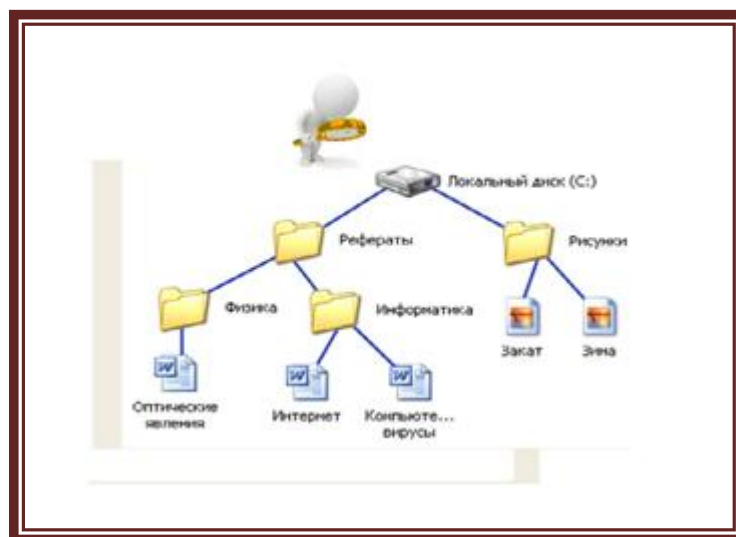 Локальный диск (C:)
Рефераты
Рисунки
Физика
Информатика
Закат
Зима
Оптические
явления
Интернет
Компьюте...
вирусы